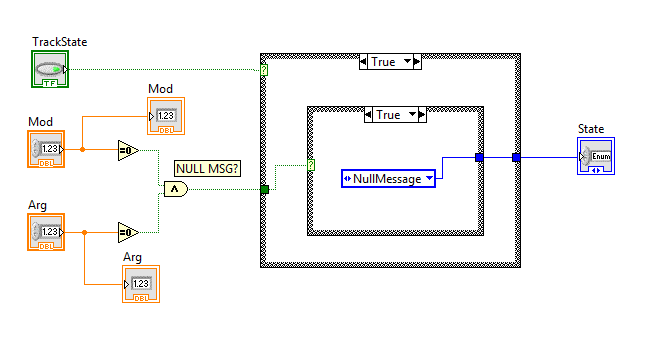 TrackState
TF
True
Mod
1.23
DBL
Mod
1.23
DBL
=0
True
NULL MSG?
?
?
∧
NullMessage
State
Enum
Arg
1.23
DBL
=0
Arg
1.23
DBL